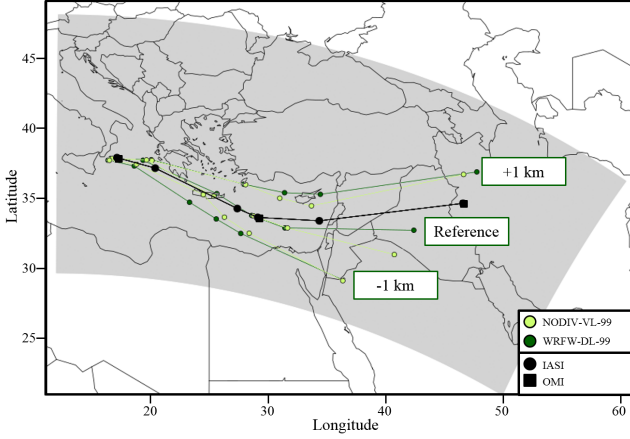 45
40
35
30
25
Latitude
+1 km
Reference
-1 km
NODIV-VL-99
WRFW-DL-99
IASI
OMI
20 30 40 50 60
Longitude